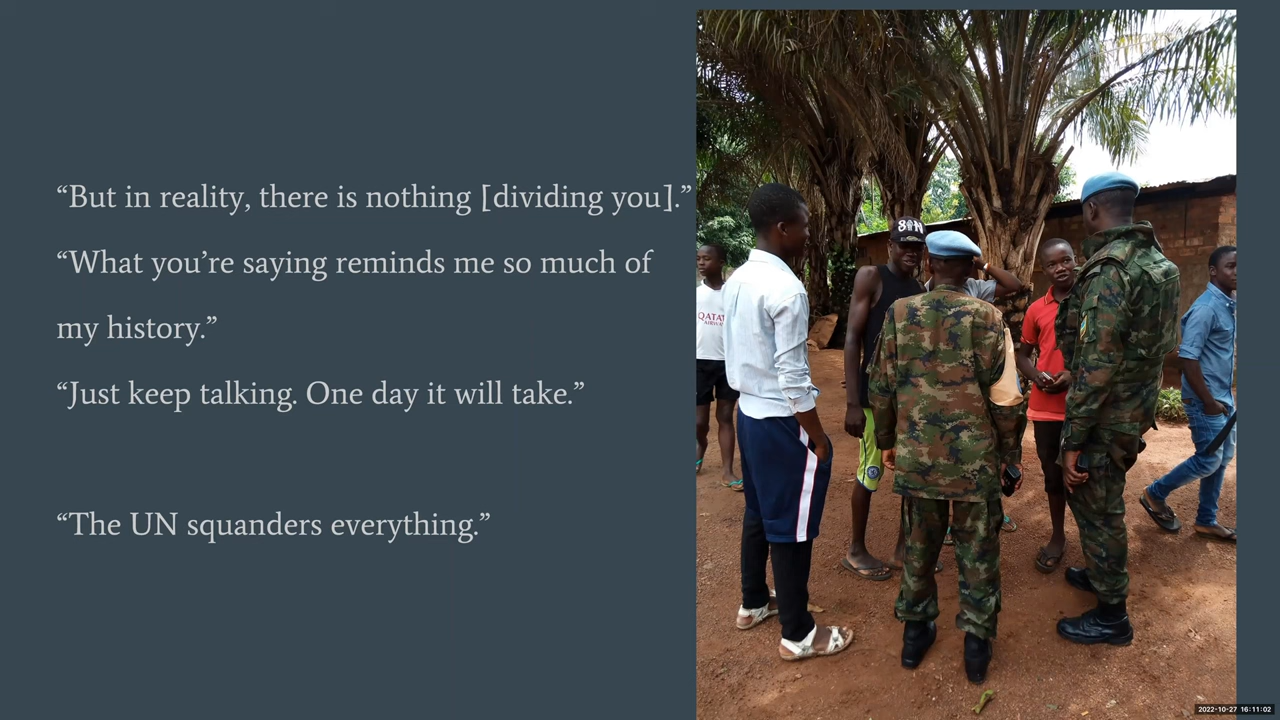 “But in reality, there is nothing [dividing you].”
“What you’re saying reminds me so much of
my history.”
“Just keep talking. One day it will take.”
“The UN squanders everything.”
QATAR
AIRWAYS
2022-10-27 16:11:02